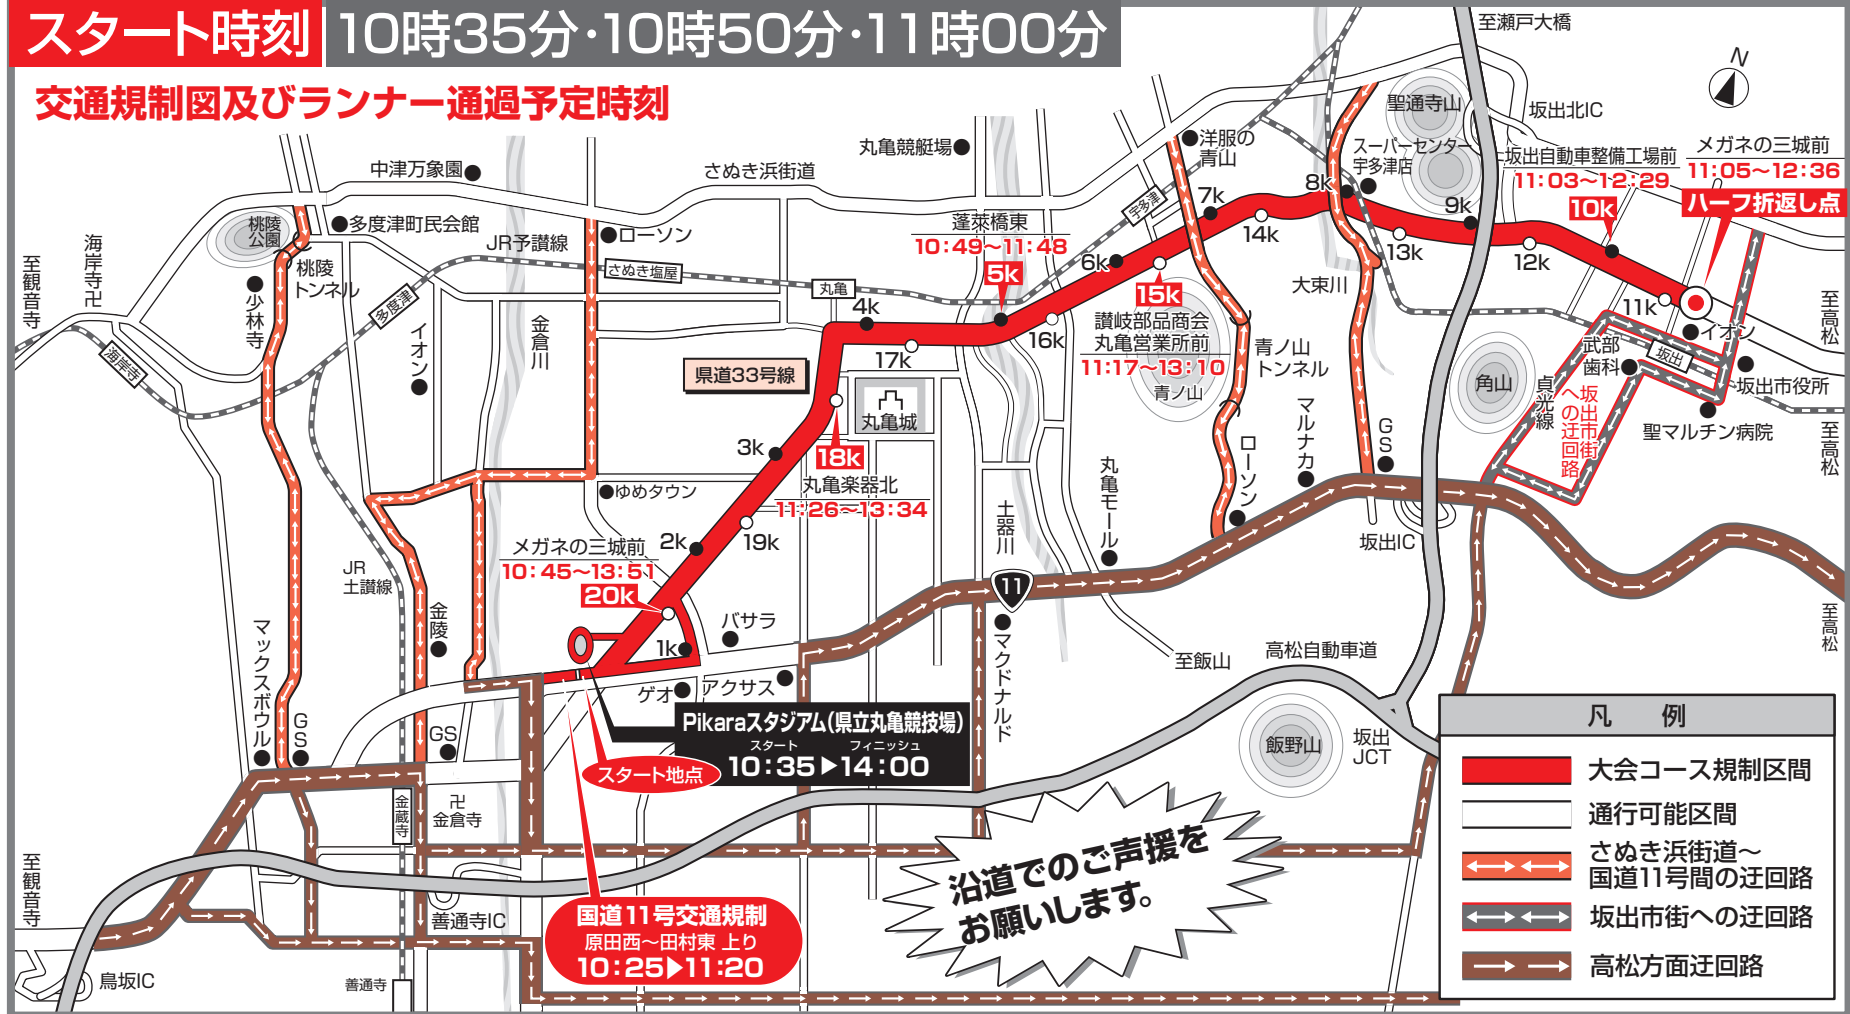 スタート時刻 10時35分・10時50分・11時00分
交通規制図及びランナー通過予定時刻
至瀬戸大橋
N
聖通寺山
坂出北IC
スーパーセンター
宇多津店
坂出自動車整備工場前
11:03〜12:29
10k
メガネの三城前
11:05〜12:36
ハーフ折返し点
丸亀競艇場
洋服の
青山
中津万象園
さぬき浜街道
宇多津
7k
8k
9k
桃陵
公園
多度津町民会館
JR予讃線
ローソン
蓬莱橋東
10:49〜11:48
5k
14k
13k
12k
海岸寺卍
至観音寺
桃陵
トンネル
さぬき塩屋
丸亀
6k
15k
大束川
11k
至高松
少林寺
多度津
イオン
金倉川
4k
17k
16k
讃岐部品商会
丸亀営業所前
11:17〜13:10
青ノ山
青ノ山
トンネル
イオン
武部
歯科
坂出
坂出市役所
海岸寺
県道33号線
丸亀城
角山
貞光線
坂出市街
への迂回路
聖マルチン病院
至高松
3k
18k
丸亀楽器北
11:26〜13:34
ローソン
マルナカ
GS
ゆめタウン
19k
土器川
丸亀モール
坂出IC
2k
メガネの三城前
10:45〜13:51
20k
JR
土讃線
11
金陵
バサラ
1k
マクドナルド
至飯山
高松自動車道
至高松
マックスボウル
GS
GS
ゲオ
アクサス
Pikaraスタジアム(県立丸亀競技場)
スタート フィニッシュ
10:35▶14:00
スタート地点
飯野山
坂出
JCT
金蔵寺
卍
金倉寺
沿道でのご声援を
お願いします。
至観音寺
善通寺IC
国道11号交通規制
原田西〜田村東 上り
10:25▶11:20
鳥坂IC
善通寺
凡 例
大会コース規制区間
通行可能区間
さぬき浜街道〜
国道11号間の迂回路
坂出市街への迂回路
高松方面迂回路